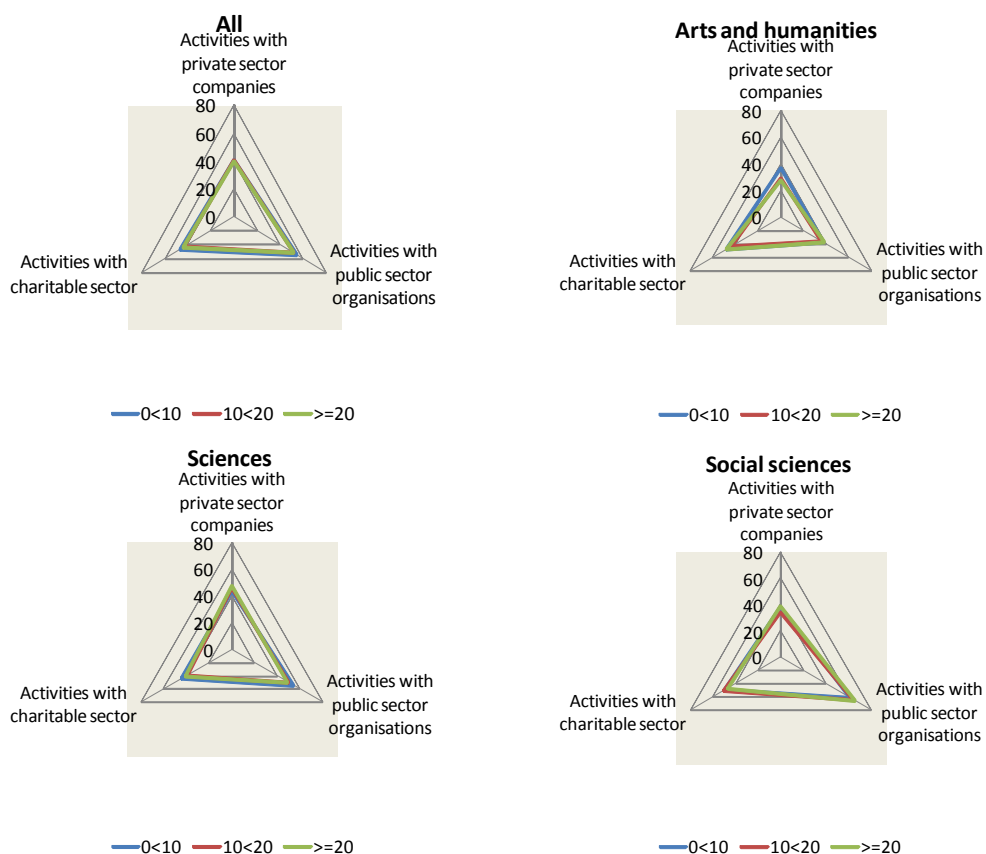 All
Activities with
private sector
companies
80
60
40
20
0
Activities with
charitable sector
Activities with
public sector
organisations
0<10 10<20 >=20
Arts and humanities
Activities with
private sector
companies
80
60
40
20
0
Activities with
charitable sector
Activities with
public sector
organisations
0<10 10<20 >=20
Sciences
Activities with
private sector
companies
80
60
40
20
0
Activities with
charitable sector
Activities with
public sector
organisations
0<10 10<20 >=20
Social sciences
Activities with
private sector
companies
80
60
40
20
0
Activities with
charitable sector
Activities with
public sector
organisations
0<10 10<20 >=20